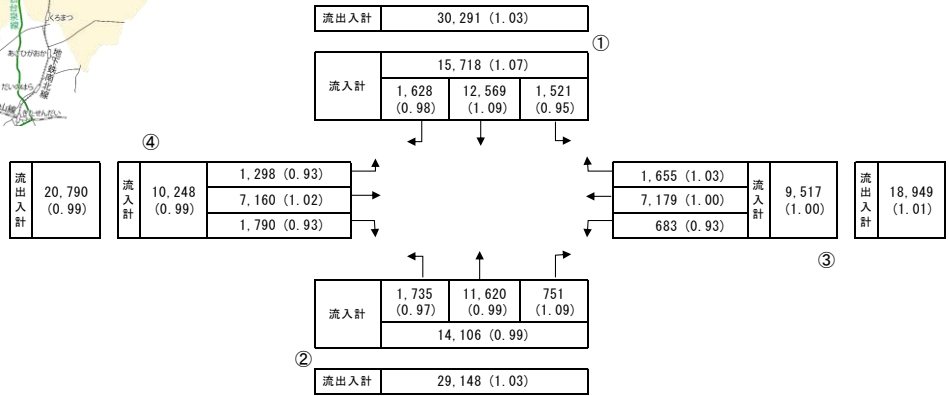 流出入計 30,291 (1.03)
①
流入計 15,718 (1.07)
1,628 12,569 1,521
(0.98) (1.09) (0.95)
くろまつ
あさひがおか
地下鉄南北線
きたせんだい
④
流出入計 20,790 (0.99)
流入計 10,248 (0.99)
1,298 (0.93)
7,160 (1.02)
1,790 (0.93)
1,655 (1.03)
7,179 (1.00)
683 (0.93)
流入計 9,517 (1.00)
流出入計 18,949 (1.01)
③
流入計
1,735 11,620 751
(0.97) (0.99) (1.09)
14,106 (0.99)
②
流出入計 29,148 (1.03)